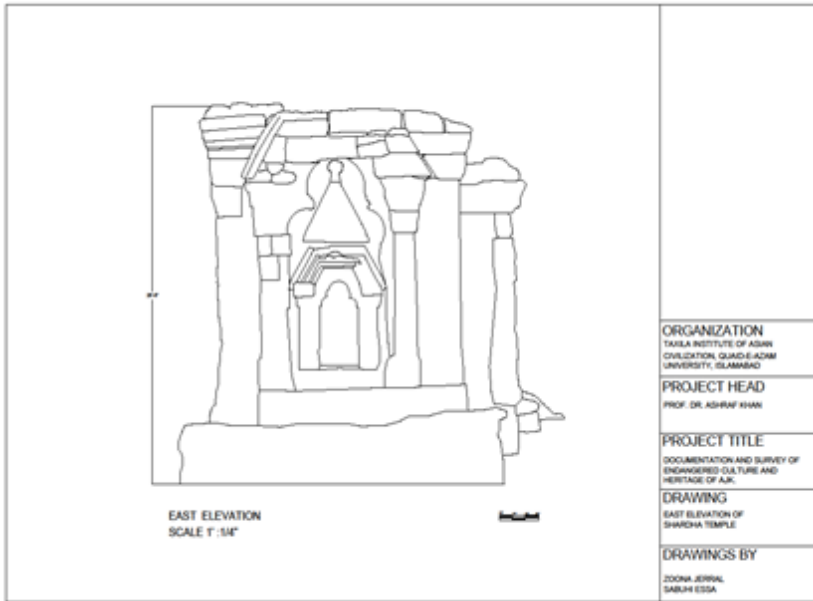 EAST ELEVATION
SCALE 1" :1/4"
ORGANIZATION
TAXILA INSTITUTE OF ASIAN
CIVILIZATION, QUAID-E-AZAM
UNIVERSITY, ISLAMABAD
PROJECT HEAD
PROF. DR. ASHRAF KHAN
PROJECT TITLE
DOCUMENTATION AND SURVEY OF
ENDANGERED CULTURE AND
HERITAGE OF AJK.
DRAWING
EAST ELEVATION OF
SHARDHA TEMPLE
DRAWINGS BY
ZOONA JERRAL
SABUHI ESSA